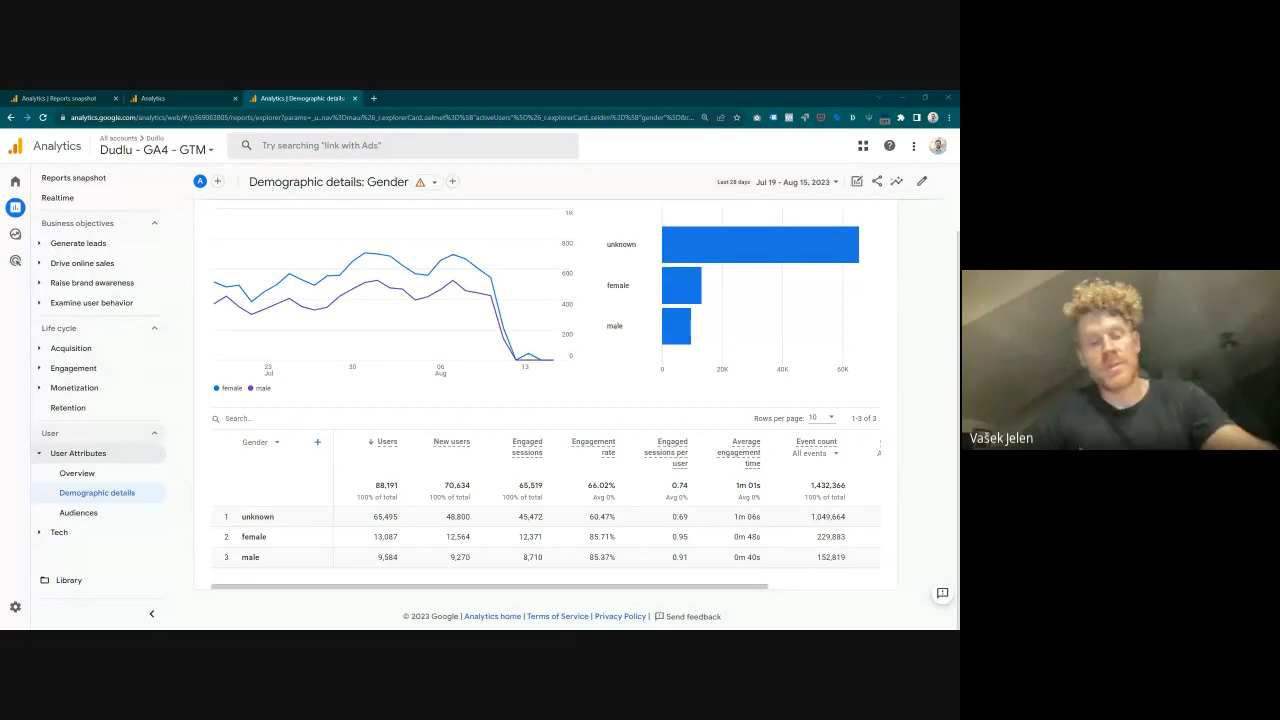 Analytics | Reports snapshot
Analytics
Analytics | Demographic details:
analytics.google.com/analytics/web/#/p369083805/reports/explorer?params=_u..nav%3Dmaui%26_r.explorerCard..selmet%3D%5B"activeUsers"%5D%26_r.explorerCard..seldim%3D%5B"gender"%5D&r...
Analytics
All accounts > Dudlu
Dudlu - GA4 - GTM
Try searching "link with Ads"
Reports snapshot
Realtime
Business objectives
Generate leads
Drive online sales
Raise brand awareness
Examine user behavior
Life cycle
Acquisition
Engagement
Monetization
Retention
User
User Attributes
Overview
Demographic details
Audiences
Tech
Library
A
Demographic details: Gender
Last 28 days Jul 19 - Aug 15, 2023
1K
800
600
400
200
0
23
Jul
30
06
Aug
13
female male
unknown
female
male
0 20K 40K 60K
Search...
Rows per page: 10 1-3 of 3
Gender Users New users Engaged sessions Engagement rate Engaged sessions per user Average engagement time Event count
All events
88,191 70,634 65,519 66.02% 0.74 1m 01s 1,432,366
100% of total 100% of total 100% of total Avg 0% Avg 0% Avg 0% 100% of total
1 unknown 65,495 48,800 45,472 60.47% 0.69 1m 06s 1,049,664
2 female 13,087 12,564 12,371 85.71% 0.95 0m 48s 229,883
3 male 9,584 9,270 8,710 85.37% 0.91 0m 40s 152,819
© 2023 Google | Analytics home | Terms of Service | Privacy Policy | Send feedback
Vašek Jelen